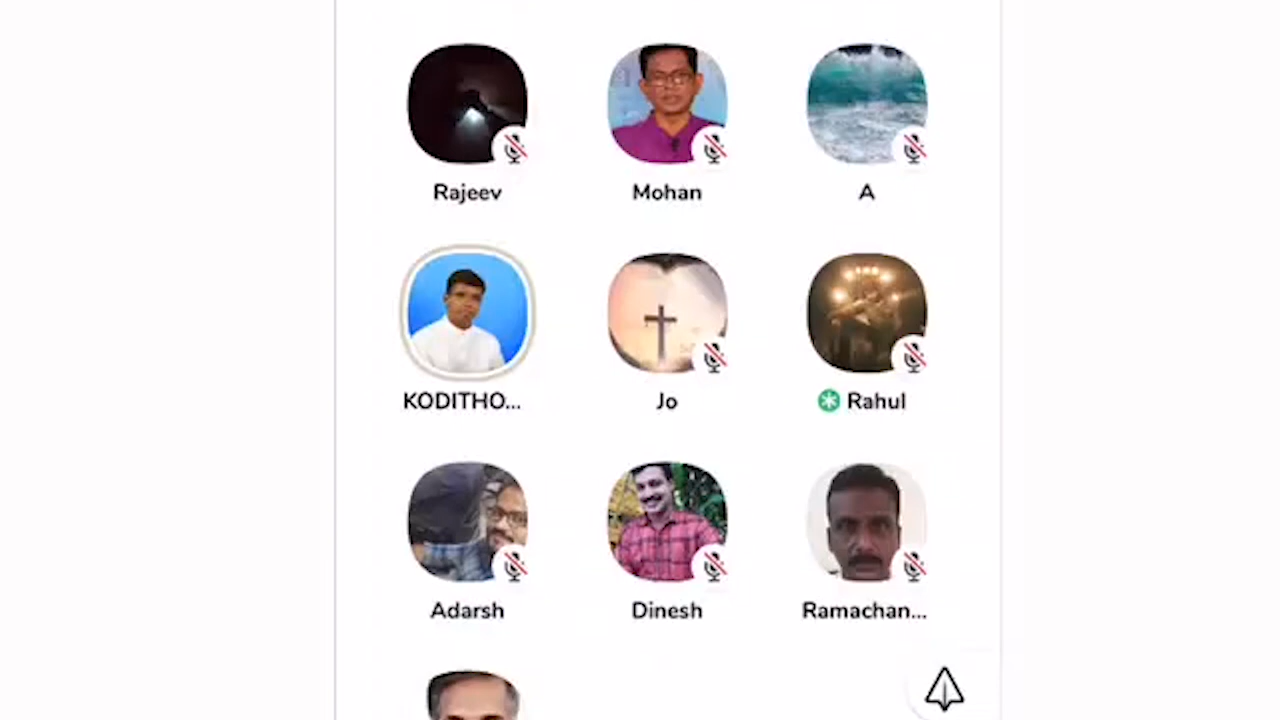 Rajeev
Mohan
A
KODITHO...
Jo
Rahul
Adarsh
Dinesh
Ramachan...